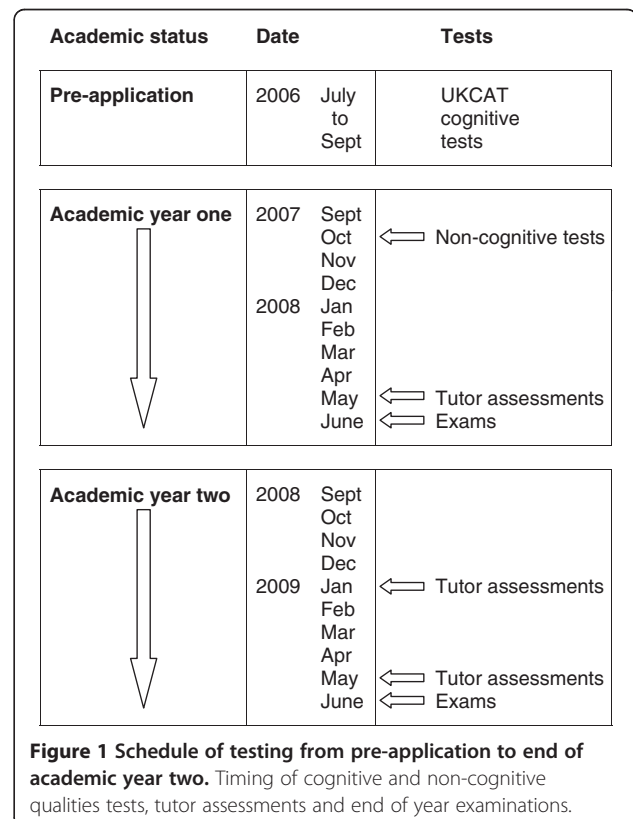 Academic status Date Tests
Pre-application 2006 July UKCAT
to cognitive
Sept tests
Academic year one 2007 Sept
Oct Non-cognitive tests
Nov
Dec
2008 Jan
Feb
Mar
Apr
May Tutor assessments
June Exams
Academic year two 2008 Sept
Oct
Nov
Dec
2009 Jan Tutor assessments
Feb
Mar
Apr
May Tutor assessments
June Exams
Figure 1 Schedule of testing from pre-application to end of
academic year two. Timing of cognitive and non-cognitive
qualities tests, tutor assessments and end of year examinations.